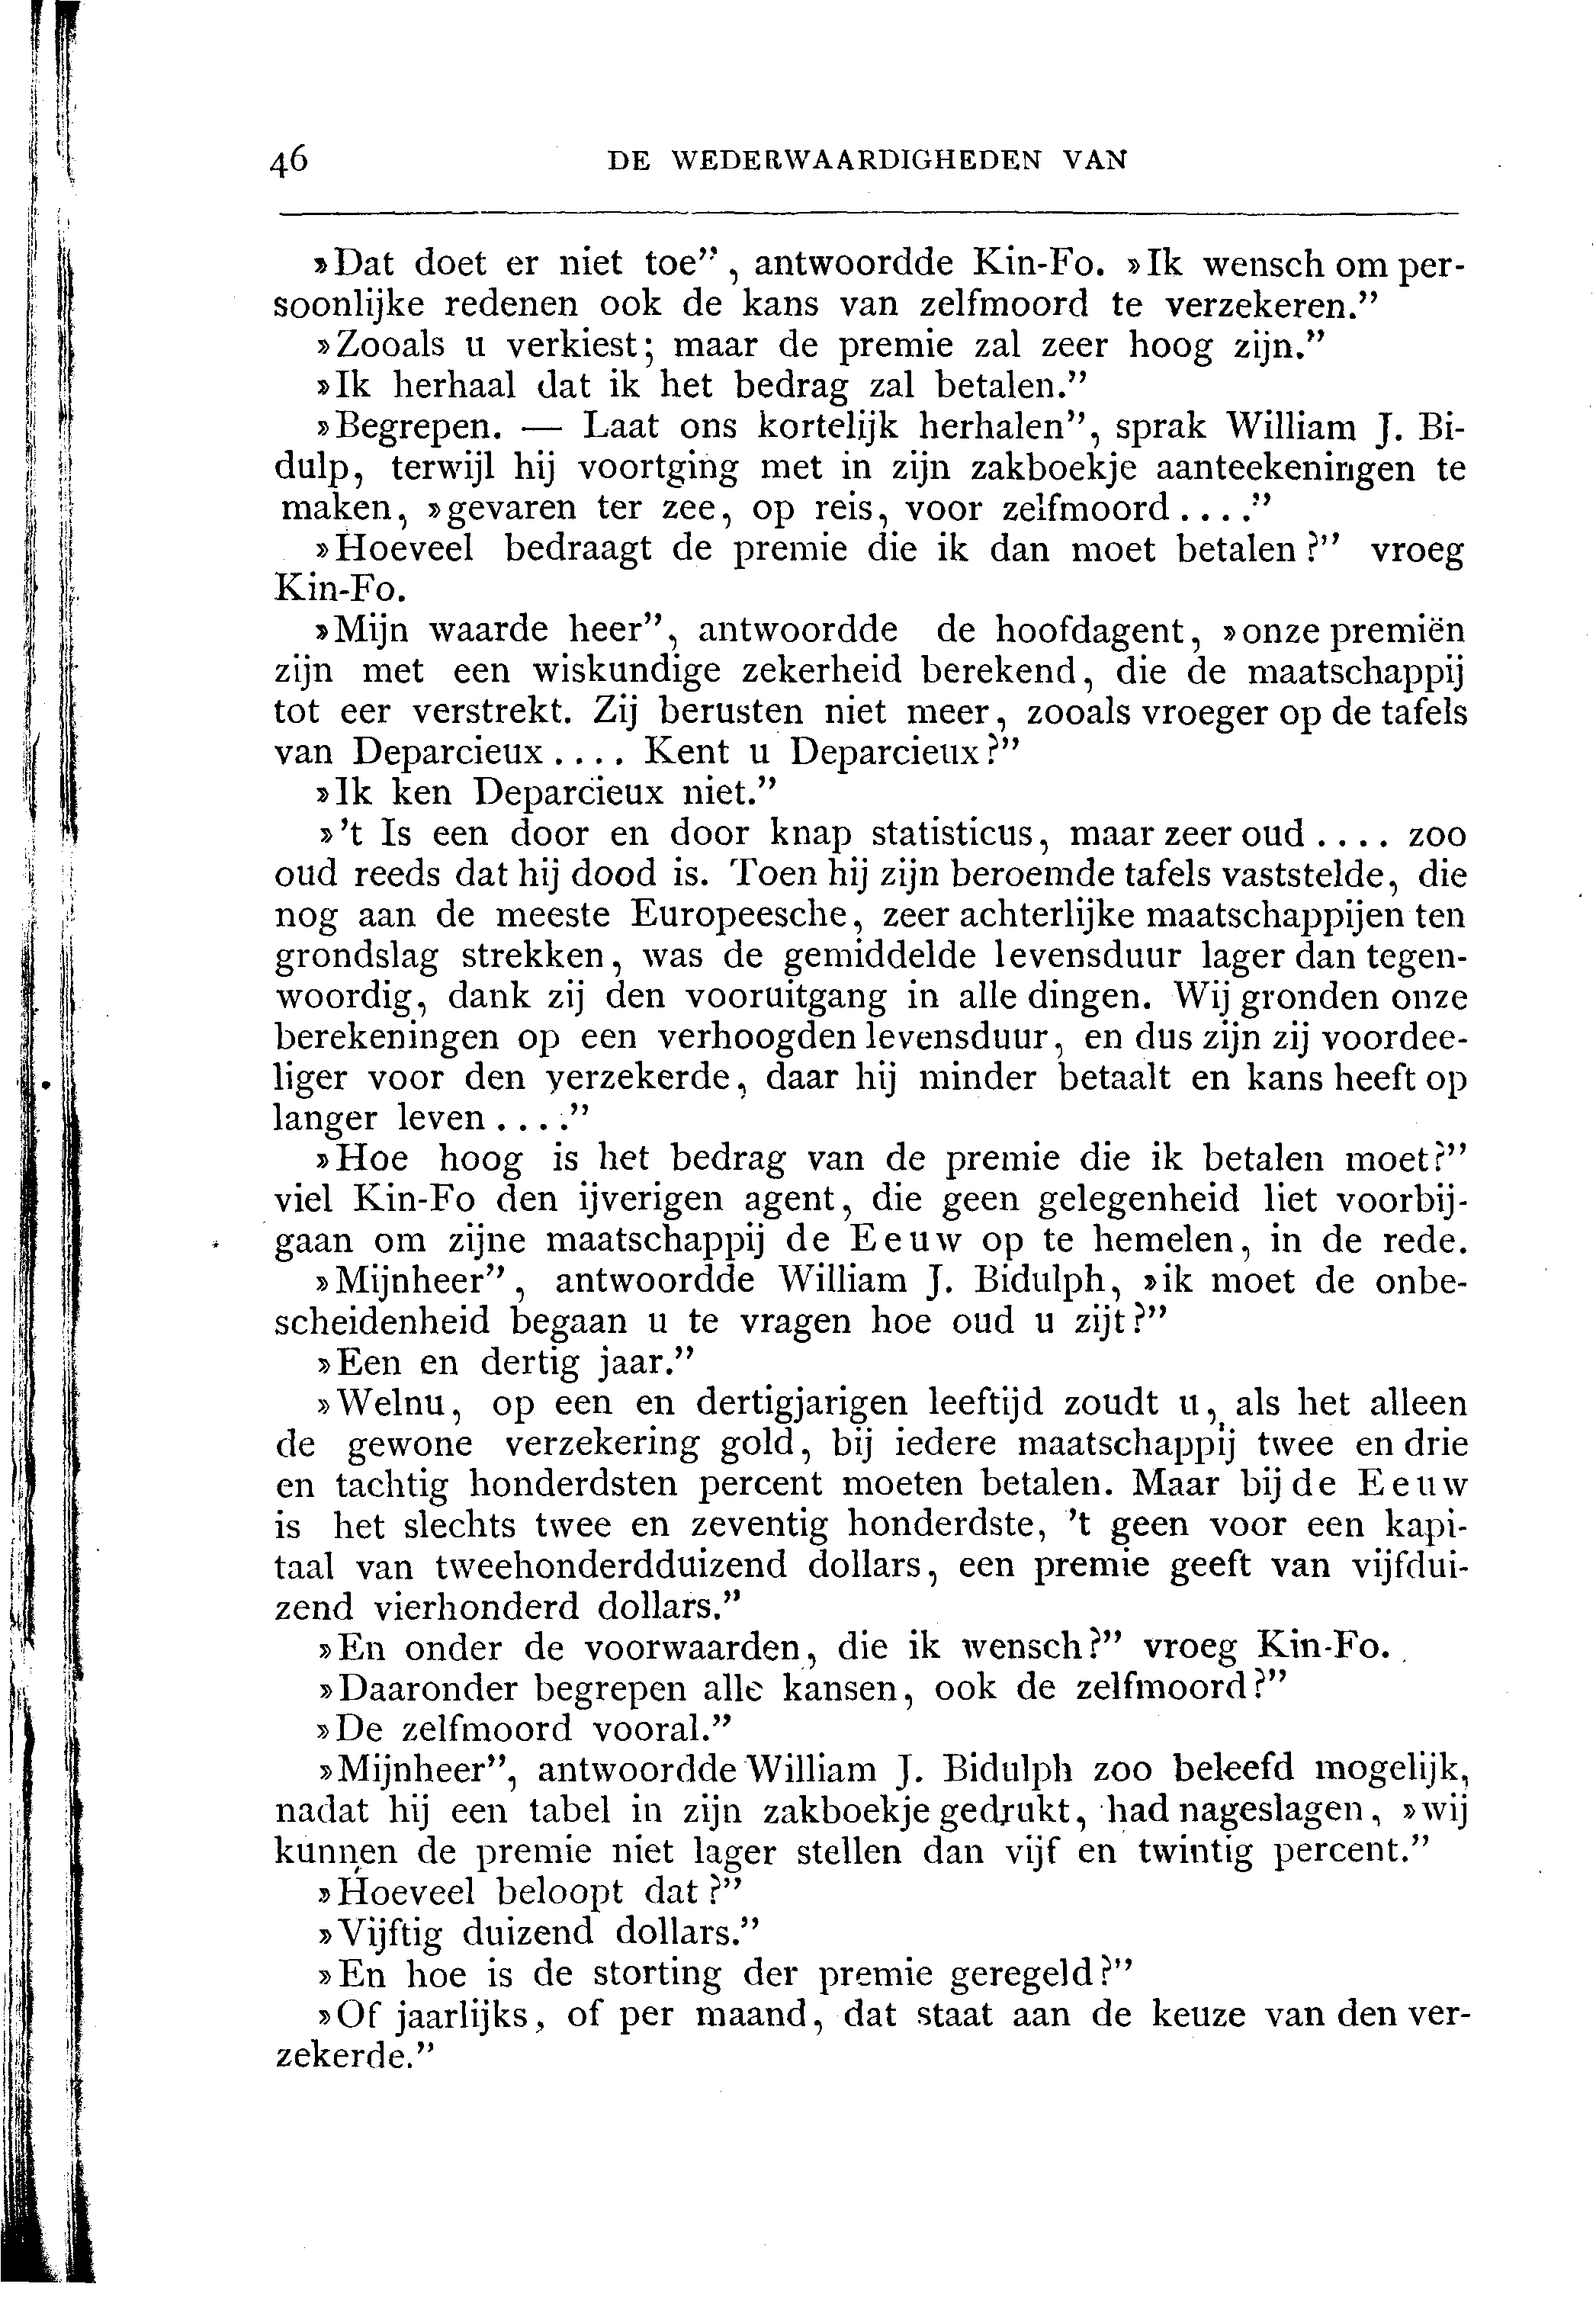 46 DE WEDERWAARDIGHEDEN VAN
»Dat doet er niet toe”, antwoordde Kin-Fo. »Ik wensch om per-
soonlijke redenen ook de kans van zelfmoord te verzekeren.”
»Zooals u verkiest; maar de premie zal zeer hoog zijn.”
»Ik herhaal dat ik het bedrag zal betalen.”
»Begrepen. — Laat ons kortelijk herhalen”, sprak William J. Bi-
dulp, terwijl hij voortging met in zijn zakboekje aanteekeningen te
maken, »gevaren ter zee, op reis, voor zelfmoord....”
»Hoeveel bedraagt de premie die ik dan moet betalen?” vroeg
Kin-Fo.
»Mijn waarde heer”, antwoordde de hoofdagent, »onze premiën
zijn met een wiskundige zekerheid berekend, die de maatschappij
tot eer verstrekt. Zij berusten niet meer, zooals vroeger op de tafels
van Deparcieux.... Kent u Deparcieux?”
»Ik ken Deparcieux niet.”
»'t Is een door en door knap statisticus, maar zeer oud.... zoo
oud reeds dat hij dood is. Toen hij zijn beroemde tafels vaststelde, die
nog aan de meeste Europeesche, zeer achterlijke maatschappijen ten
grondslag strekken, was de gemiddelde levensduur lager dan tegen-
woordig, dank zij den vooruitgang in alle dingen. Wij gronden onze
berekeningen op een verhoogden levensduur, en dus zijn zij voordee-
liger voor den verzekerde, daar hij minder betaalt en kans heeft op
langer leven....”
»Hoe hoog is het bedrag van de premie die ik betalen moet?”
viel Kin-Fo den ijverigen agent, die geen gelegenheid liet voorbij-
gaan om zijne maatschappij de Eeuw op te hemelen, in de rede.
»Mijnheer”, antwoordde William J. Bidulph, »ik moet de onbe-
scheidenheid begaan u te vragen hoe oud u zijt?”
»Een en dertig jaar.”
»Welnu, op een en dertigjarigen leeftijd zoudt u, als het alleen
de gewone verzekering gold, bij iedere maatschappij twee en drie
en tachtig honderdsten percent moeten betalen. Maar bij de Eeuw
is het slechts twee en zeventig honderdste, 't geen voor een kapi-
taal van tweehonderdduizend dollars, een premie geeft van vijfdui-
zend vierhonderd dollars.”
»En onder de voorwaarden, die ik wensch?” vroeg Kin-Fo.
»Daaronder begrepen alle kansen, ook de zelfmoord?”
»De zelfmoord vooral.”
»Mijnheer”, antwoordde William J. Bidulph zoo beleefd mogelijk,
nadat hij een tabel in zijn zakboekje gedrukt, had nageslagen, »wij
kunnen de premie niet lager stellen dan vijf en twintig percent.”
»Hoeveel beloopt dat?”
»Vijftig duizend dollars.”
»En hoe is de storting der premie geregeld?”
»Of jaarlijks, of per maand, dat staat aan de keuze van den ver-
zekerde.”